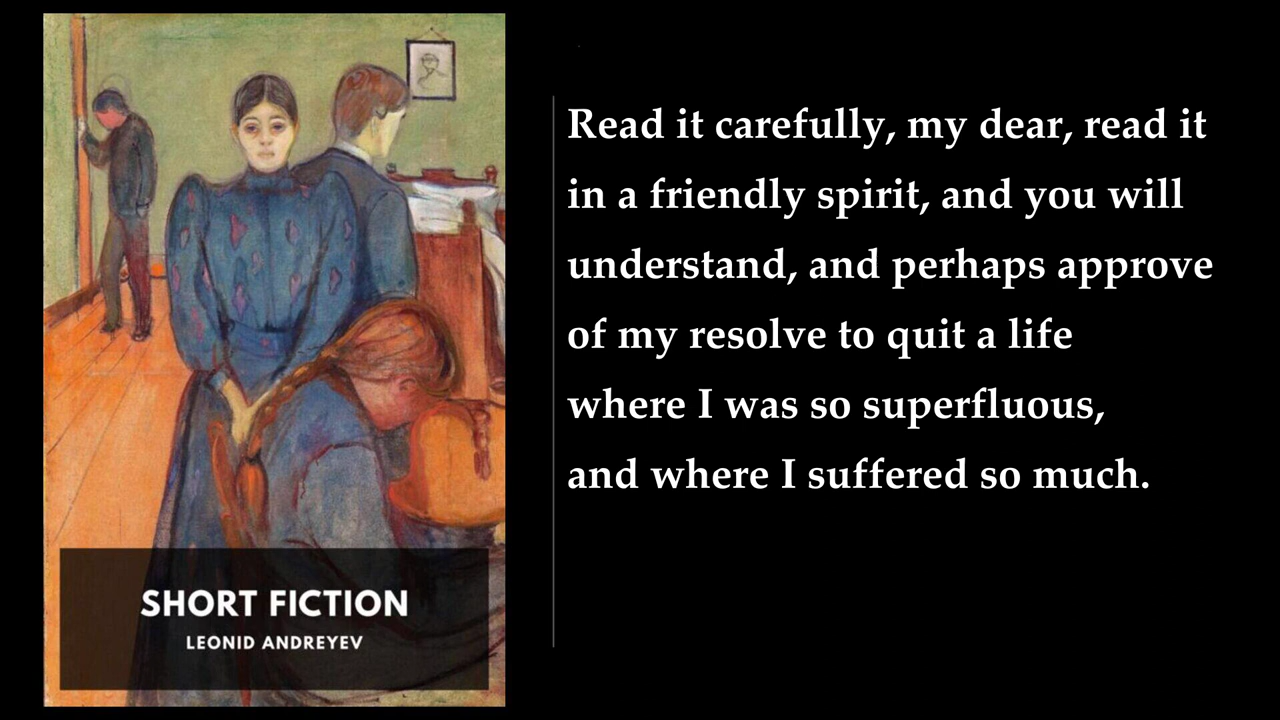 Read it carefully, my dear, read it
in a friendly spirit, and you will
understand, and perhaps approve
of my resolve to quit a life
where I was so superfluous,
and where I suffered so much.
SHORT FICTION
LEONID ANDREYEV